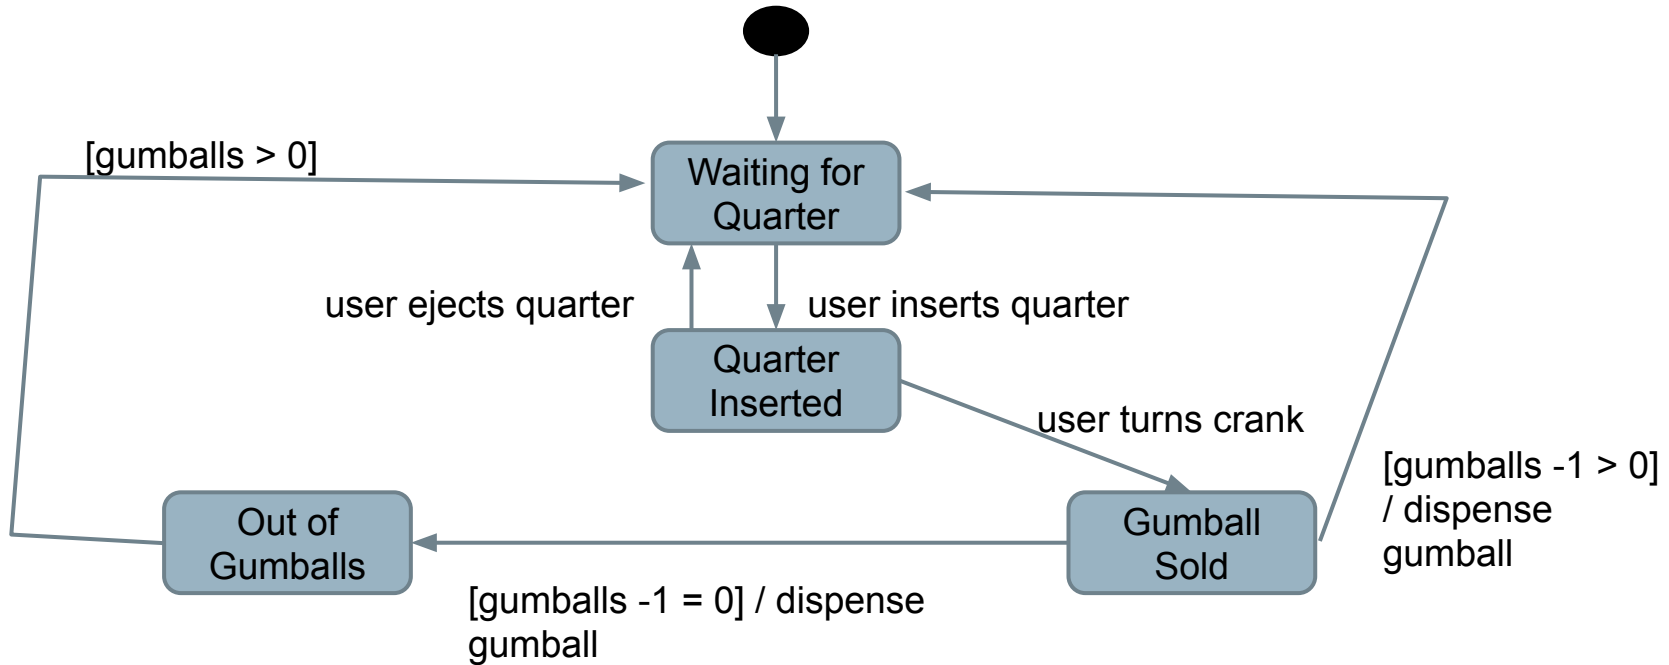 [gumballs > 0]
Waiting for
Quarter
user ejects quarter
user inserts quarter
Quarter
Inserted
user turns crank
[gumballs -1 > 0]
/ dispense
gumball
Out of
Gumballs
Gumball
Sold
[gumballs -1 = 0] / dispense
gumball